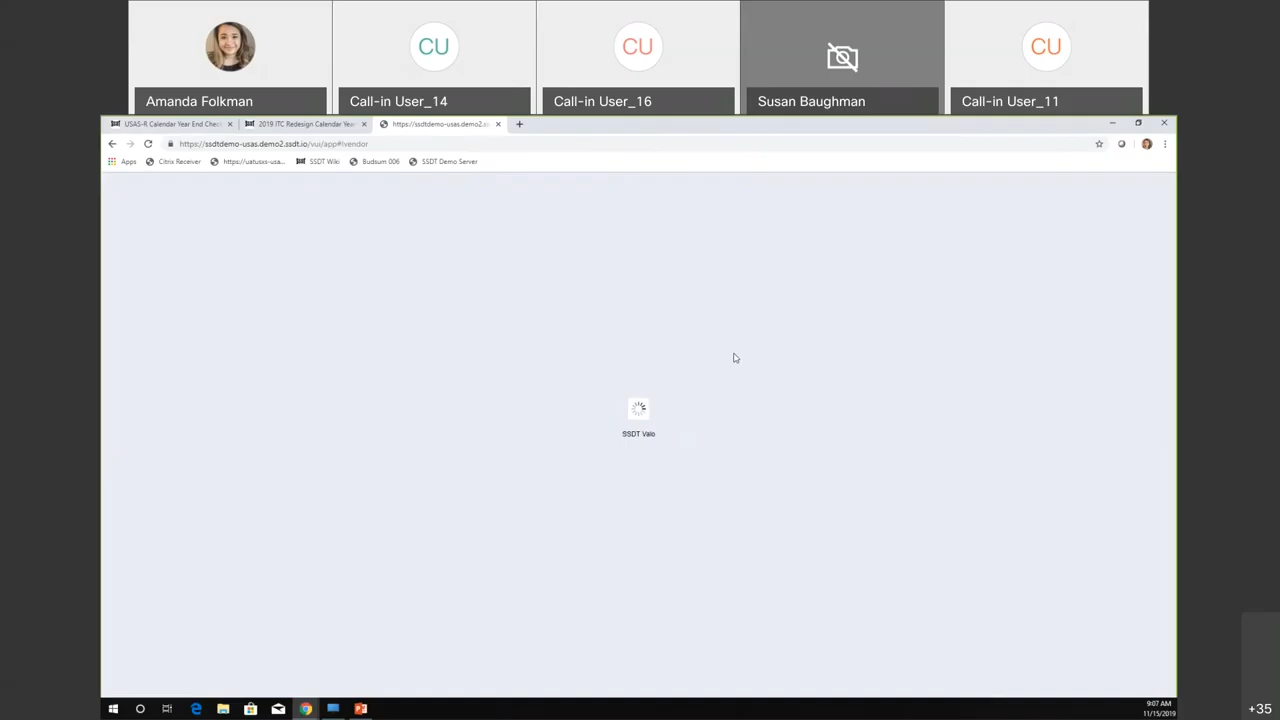 CU
CU
CU
Amanda Folkman
Call-in User_14
Call-in User_16
Susan Baughman
Call-in User_11
USAS-R Calendar Year End Check
2019 ITC Redesign Calendar Yea
https://ssdtdemo-usas.demo2.ss
https://ssdtdemo-usas.demo2.ssdt.io/vui/app#!vendor
Apps
Citrix Receiver
https://uatusxs-usa...
SSDT Wiki
Budsum 006
SSDT Demo Server
SSDT Valo
9:07 AM
11/15/2019
+35